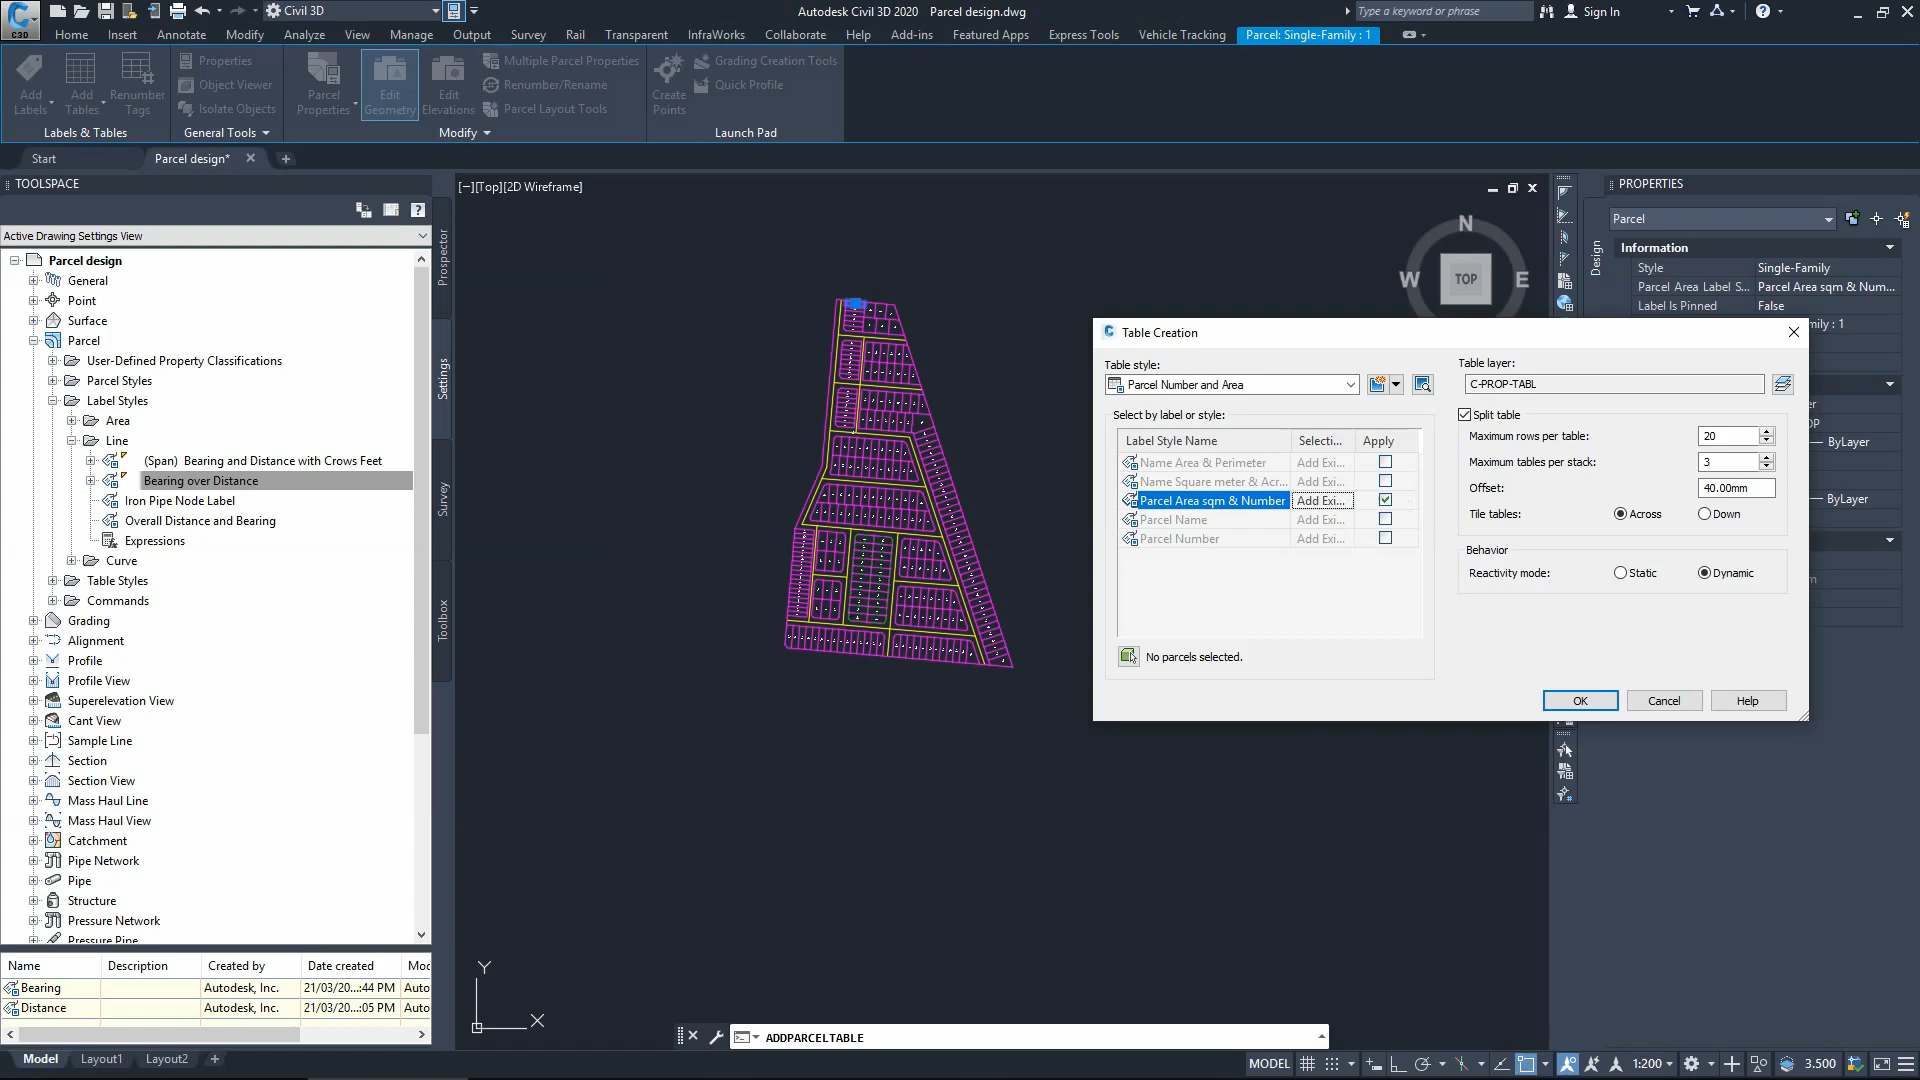 Civil 3D
Autodesk Civil 3D 2020 Parcel design.dwg
Type a keyword or phrase
Sign In
C3D
Home Insert Annotate Modify Analyze View Manage Output Survey Rail Transparent InfraWorks Collaborate Help Add-ins Featured Apps Express Tools Vehicle Tracking Parcel: Single-Family : 1
Add Labels
Add Tables
Renumber Tags
Labels & Tables
Properties
Object Viewer
Isolate Objects
General Tools
Parcel Properties
Edit Geometry
Edit Elevations
Multiple Parcel Properties
Renumber/Rename
Parcel Layout Tools
Modify
Create Points
Grading Creation Tools
Quick Profile
Launch Pad
Start
Parcel design*
TOOLSPACE
Active Drawing Settings View
Parcel design
General
Point
Surface
Parcel
User-Defined Property Classifications
Parcel Styles
Label Styles
Area
Line
(Span) Bearing and Distance with Crows Feet
Bearing over Distance
Iron Pipe Node Label
Overall Distance and Bearing
Expressions
Curve
Table Styles
Commands
Grading
Alignment
Profile
Profile View
Superelevation View
Cant View
Sample Line
Section
Section View
Mass Haul Line
Mass Haul View
Catchment
Pipe Network
Pipe
Structure
Pressure Network
Pressure Pipe
Prospector
Settings
Survey
Toolbox
Name Description Created by Date created Moc
Bearing Autodesk, Inc. 21/03/20...:44 PM Auto
Distance Autodesk, Inc. 21/03/20...:05 PM Auto
Model Layout1 Layout2
[−][Top][2D Wireframe]
N
W TOP E
Y
X
ADDPARCELTABLE
Table Creation
Table style:
Parcel Number and Area
Select by label or style:
Label Style Name Selecti... Apply
Name Area & Perimeter Add Exi...
Name Square meter & Acr... Add Exi...
Parcel Area sqm & Number Add Exi...
Parcel Name Add Exi...
Parcel Number Add Exi...
No parcels selected.
Table layer:
C-PROP-TABL
Split table
Maximum rows per table: 20
Maximum tables per stack: 3
Offset: 40.00mm
Tile tables: Across Down
Behavior
Reactivity mode: Static Dynamic
OK Cancel Help
PROPERTIES
Parcel
Design
Information
Style Single-Family
Parcel Area Label S... Parcel Area sqm & Num...
Label Is Pinned False
mily : 1
er
OP
ByLayer
ByLayer
m
MODEL 1:200 3.500